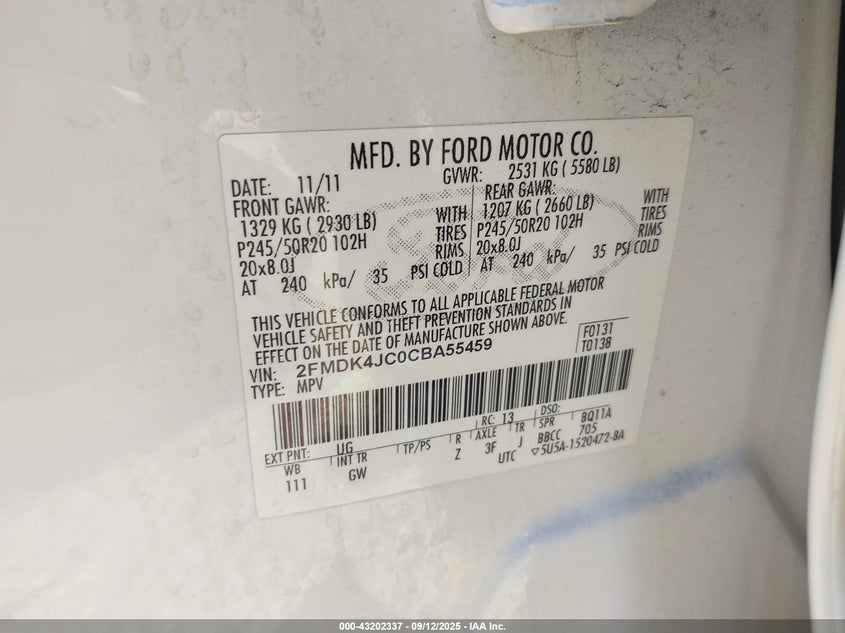 MFD. BY FORD MOTOR CO.
DATE: 11/11 GVWR: 2531 KG ( 5580 LB)
FRONT GAWR: REAR GAWR:
1329 KG ( 2930 LB) WITH 1207 KG ( 2660 LB) WITH
P245/50R20 102H TIRES P245/50R20 102H TIRES
20x8.0J RIMS 20x8.0J RIMS
AT 240 kPa/ 35 PSI COLD AT 240 kPa/ 35 PSI COLD
THIS VEHICLE CONFORMS TO ALL APPLICABLE FEDERAL MOTOR
VEHICLE SAFETY AND THEFT PREVENTION STANDARDS IN
EFFECT ON THE DATE OF MANUFACTURE SHOWN ABOVE.
VIN: 2FMDK4JC0CBA55459 F0131
TYPE: MPV T0138
EXT PNT: UG RC: 13 DSO: BQ11A
WB INT TR TP/PS R AXLE TR SPR BBCC 705
111 GW Z 3F J
UTC ▽5U5A-1520472-BA
000-43202337 - 09/12/2025 - IAA Inc.